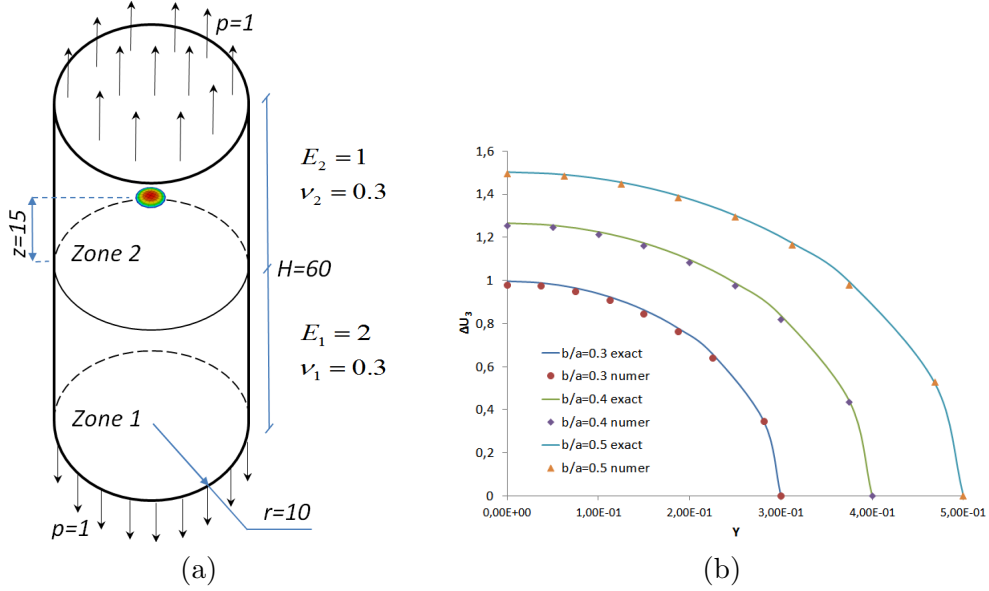 p=1
E₂ = 1
ν₂ = 0.3
z=15
Zone 2
H=60
E₁ = 2
ν₁ = 0.3
Zone 1
r=10
p=1
(a)
1,6
1,4
1,2
1
0,8
0,6
0,4
0,2
0
ΔU₃
b/a=0.3 exact
b/a=0.3 numer
b/a=0.4 exact
b/a=0.4 numer
b/a=0.5 exact
b/a=0.5 numer
0,00E+00 1,00E-01 2,00E-01 3,00E-01 4,00E-01 5,00E-01
Y
(b)